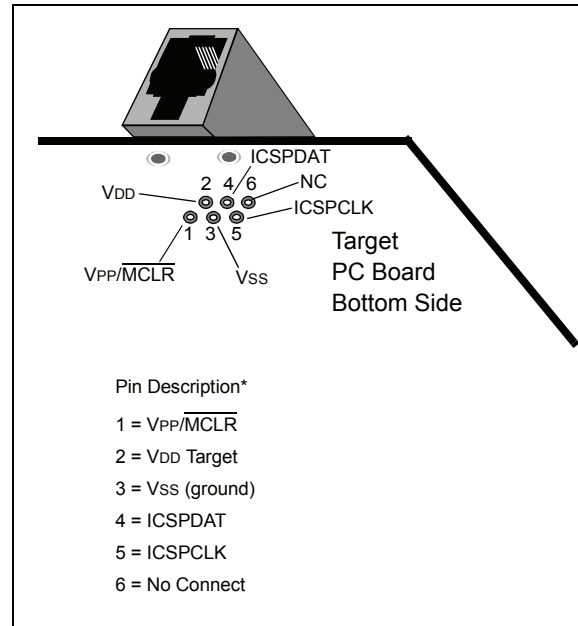 ICSPDAT
VDD 2 4 6 NC
ICSPCLK
1 3 5
VPP/MCLR VSS
Target
PC Board
Bottom Side
Pin Description*
1 = VPP/MCLR
2 = VDD Target
3 = VSS (ground)
4 = ICSPDAT
5 = ICSPCLK
6 = No Connect